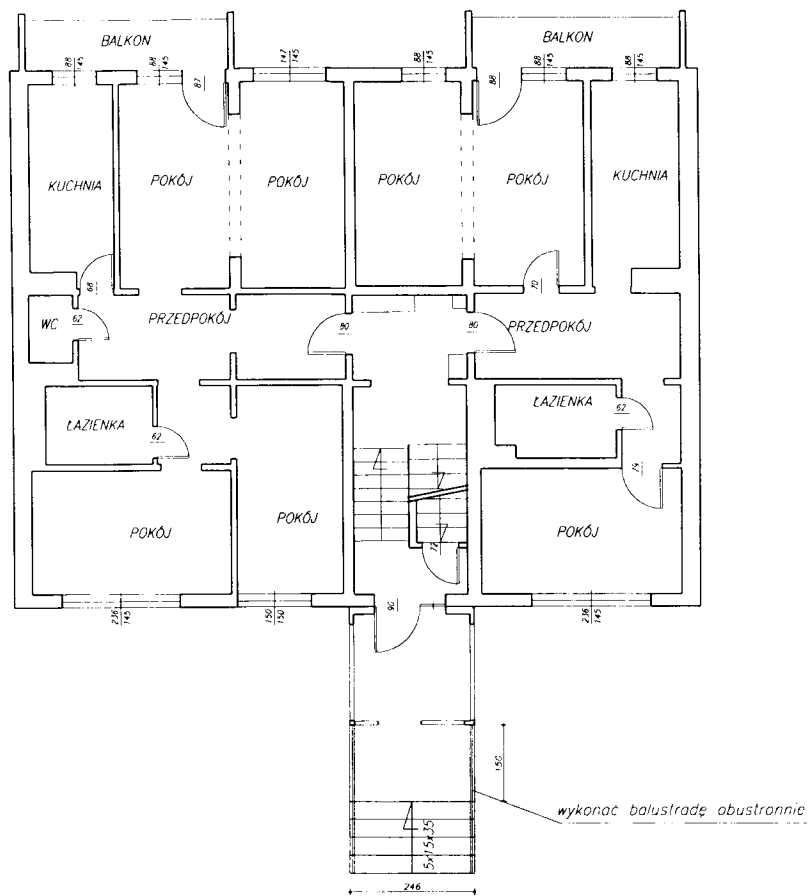 BALKON
BALKON
88
145
68
145
87
147
145
88
145
88
88
145
88
145
KUCHNIA
POKÓJ
POKÓJ
POKÓJ
POKÓJ
KUCHNIA
68
70
WC
62
PRZEDPOKÓJ
80
80
PRZEDPOKÓJ
ŁAZIENKA
62
ŁAZIENKA
62
79
POKÓJ
POKÓJ
72
POKÓJ
236
145
150
150
90
236
145
150
wykonać balustradę obustronnie
5x15x35
246